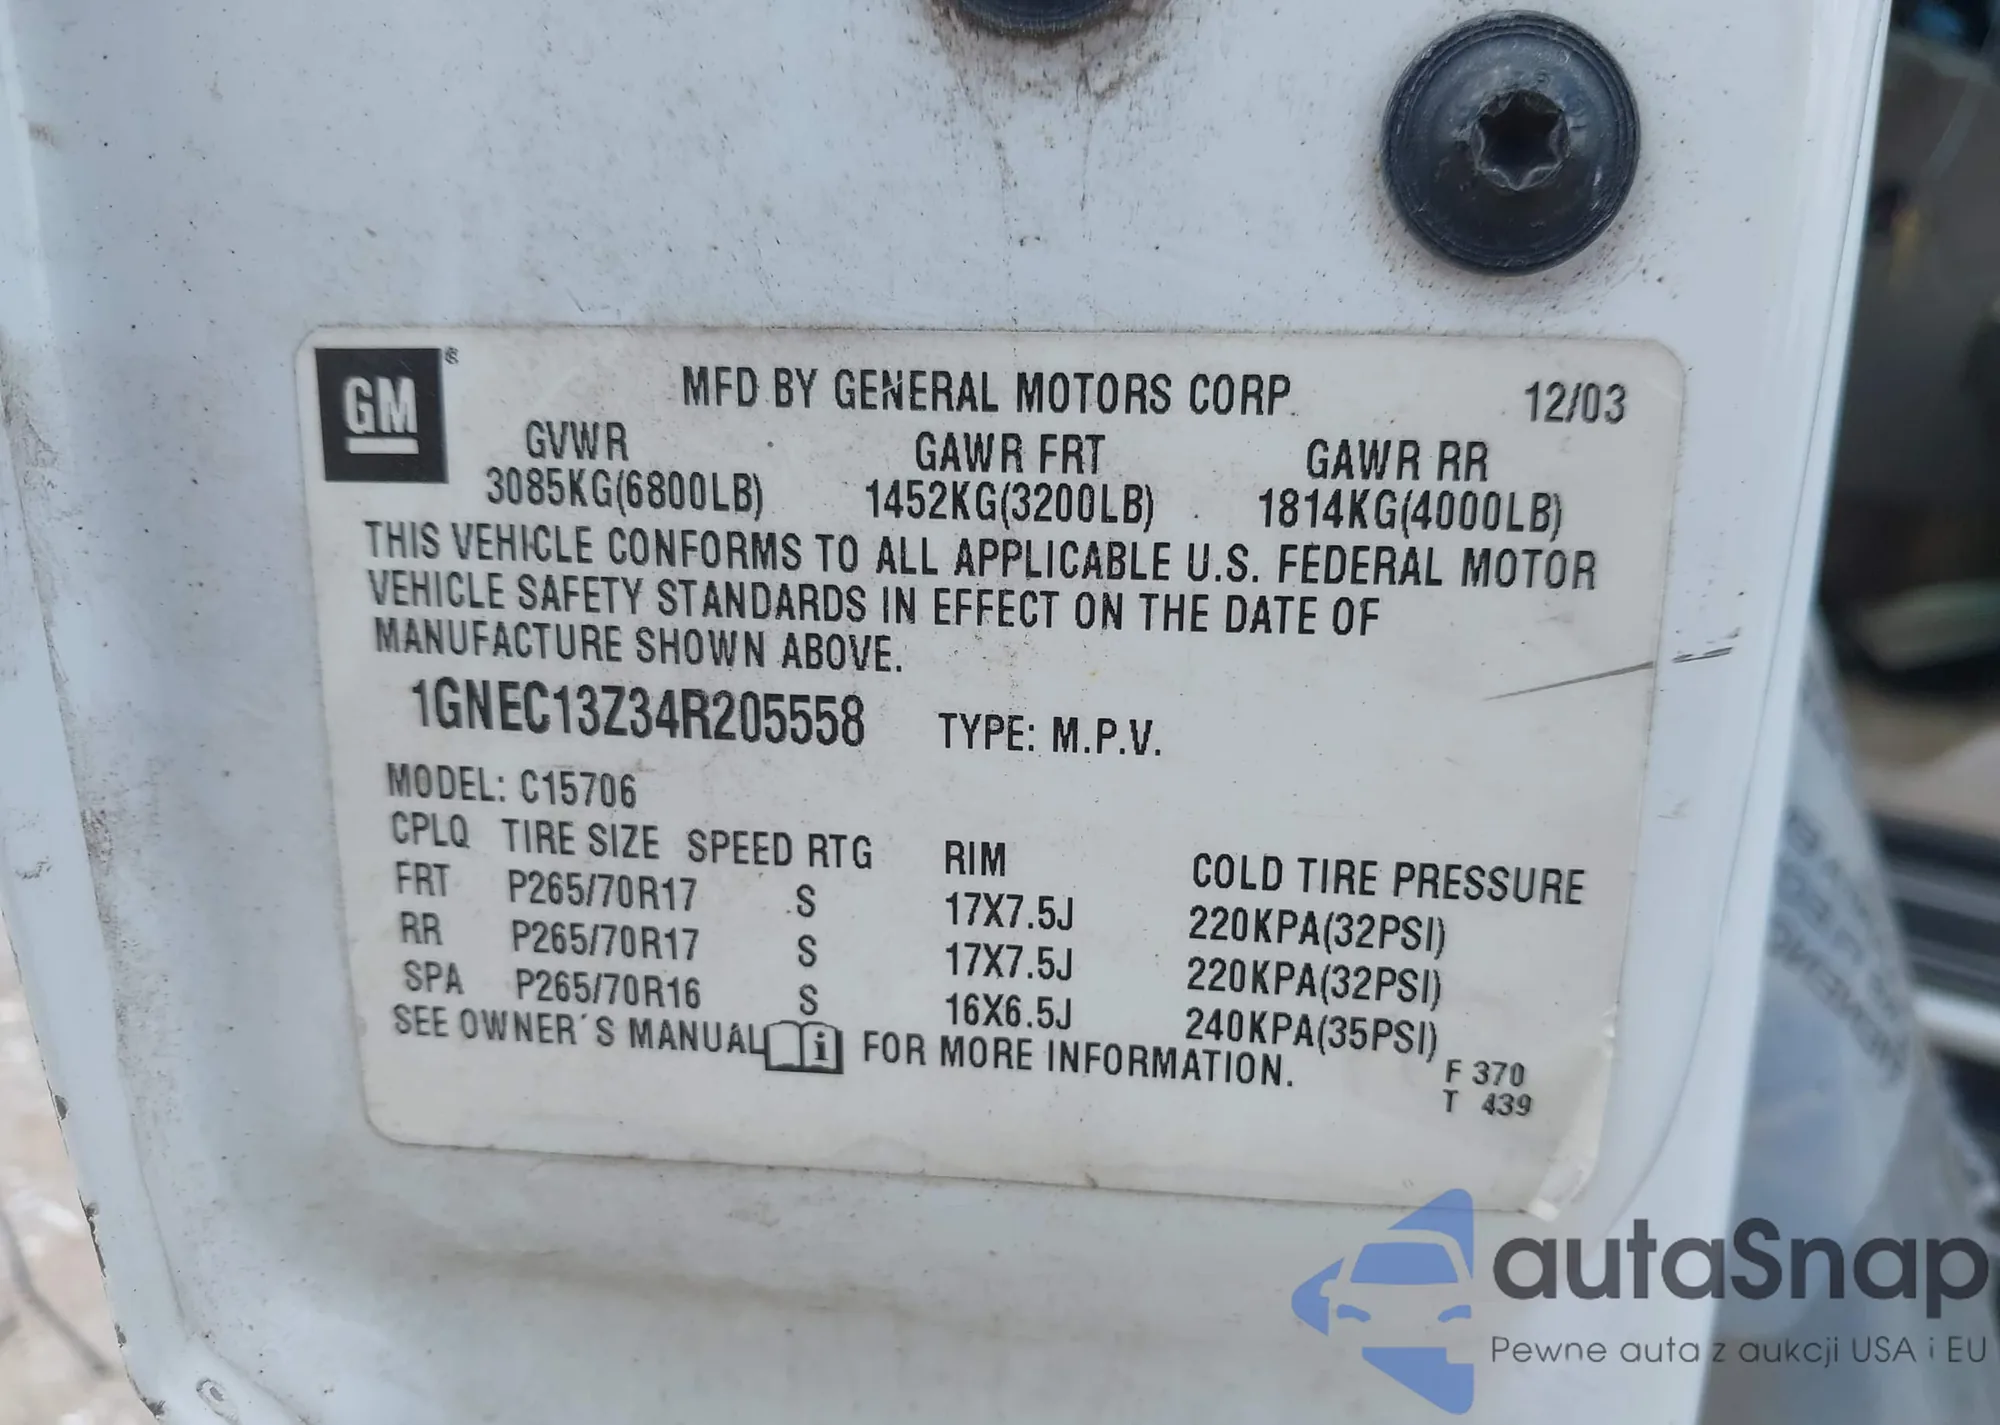 GM®
MFD BY GENERAL MOTORS CORP. 12/03
GVWR GAWR FRT GAWR RR
3085KG(6800LB) 1452KG(3200LB) 1814KG(4000LB)
THIS VEHICLE CONFORMS TO ALL APPLICABLE U.S. FEDERAL MOTOR
VEHICLE SAFETY STANDARDS IN EFFECT ON THE DATE OF
MANUFACTURE SHOWN ABOVE.
1GNEC13Z34R205558 TYPE: M.P.V.
MODEL: C15706
CPLQ TIRE SIZE SPEED RTG RIM COLD TIRE PRESSURE
FRT P265/70R17 S 17X7.5J 220KPA(32PSI)
RR P265/70R17 S 17X7.5J 220KPA(32PSI)
SPA P265/70R16 S 16X6.5J 240KPA(35PSI)
SEE OWNER´S MANUAL i FOR MORE INFORMATION.
F 370
T 439
autaSnap
Pewne auta z aukcji USA i EU